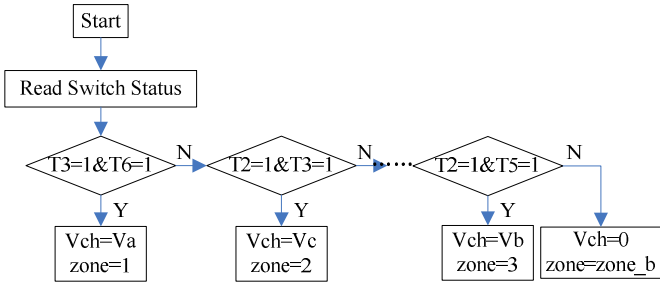 Start
Read Switch Status
T3=1&T6=1
N
T2=1&T3=1
N
......
T2=1&T5=1
N
Y
Y
Y
Vch=Va
zone=1
Vch=Vc
zone=2
Vch=Vb
zone=3
Vch=0
zone=zone_b